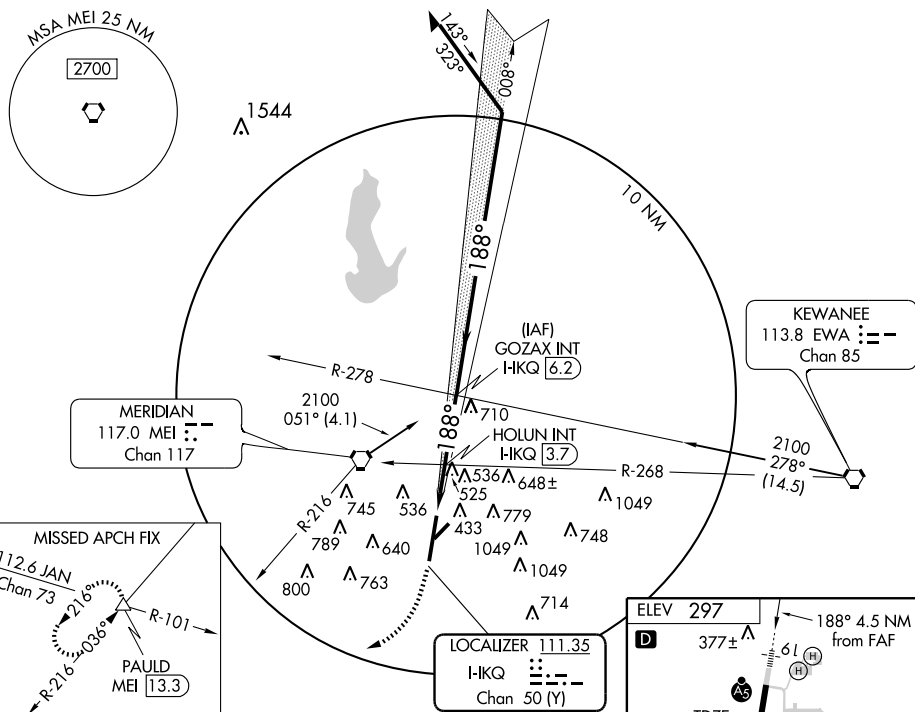 MSA MEI 25 NM
2700
1544
143°
323°
008°
10 NM
188°
(IAF)
GOZAX INT
I-IKQ 6.2
KEWANEE
113.8 EWA
Chan 85
R-278
2100
051° (4.1)
710
MERIDIAN
117.0 MEI
Chan 117
188°
HOLUN INT
I-IKQ 3.7
2100
278°
(14.5)
R-268
R-216
536
525
648±
1049
745
536
433
779
748
789
640
1049
1049
800
763
714
MISSED APCH FIX
112.6 JAN
Chan 73
216°
036°
R-101
R-216
PAULD
MEI 13.3
LOCALIZER 111.35
I-IKQ
Chan 50 (Y)
ELEV 297
D
377±
188° 4.5 NM
from FAF
19
H
H
A5
TDZE